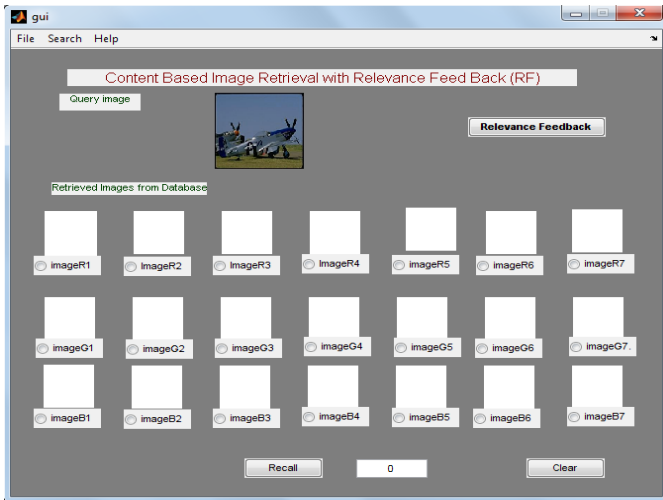 gui
File Search Help
Content Based Image Retrieval with Relevance Feed Back (RF)
Query image
Relevance Feedback
Retrieved Images from Database
imageR1 ImageR2 ImageR3 ImageR4 imageR5 imageR6 imageR7
imageG1 imageG2 imageG3 imageG4 imageG5 imageG6 imageG7.
imageB1 imageB2 imageB3 imageB4 imageB5 imageB6 imageB7
Recall 0 Clear